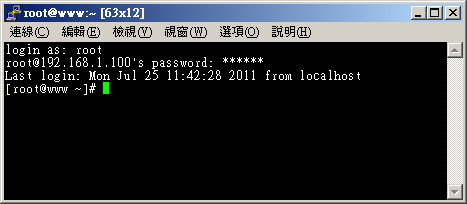 root@www:~ [63x12]
連線(C) 編輯(E) 檢視(V) 視窗(W) 選項(O) 說明(H)
login as: root
root@192.168.1.100's password: ******
Last login: Mon Jul 25 11:42:28 2011 from localhost
[root@www ~]#